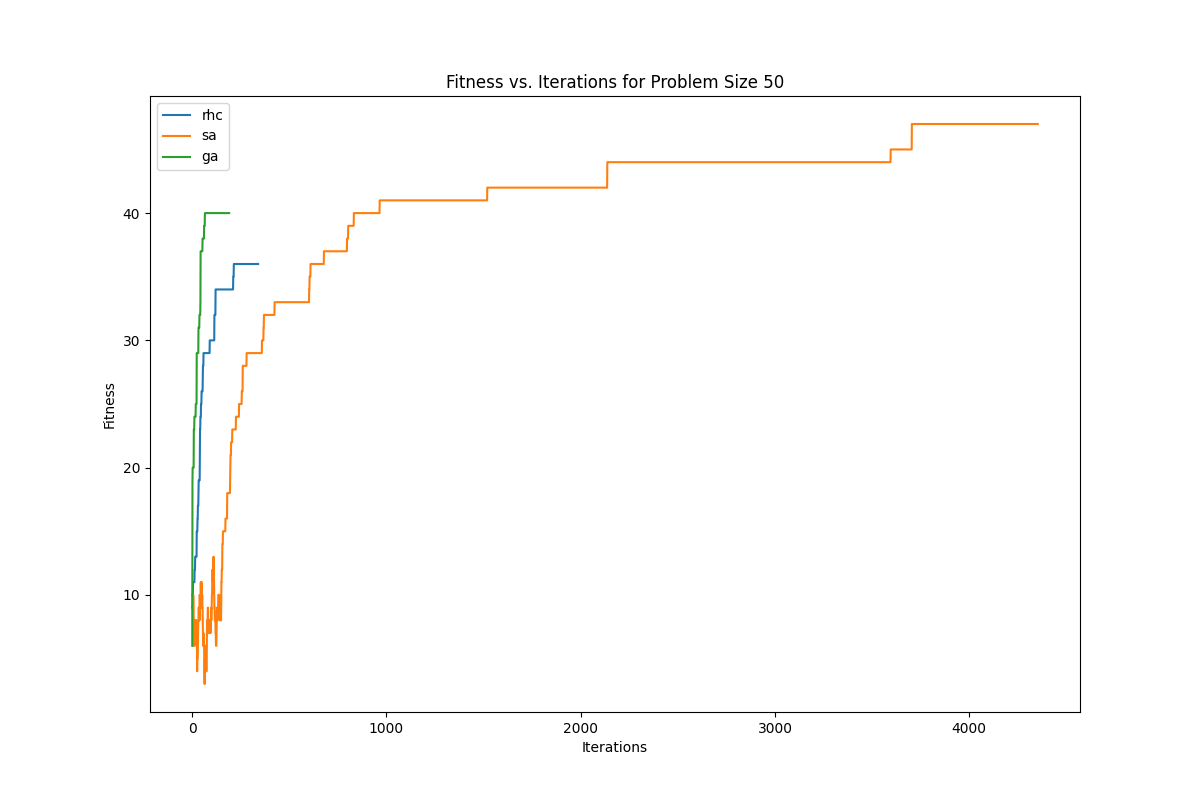 Fitness vs. Iterations for Problem Size 50
rhc
sa
ga
40
30
20
10
Fitness
0 1000 2000 3000 4000
Iterations